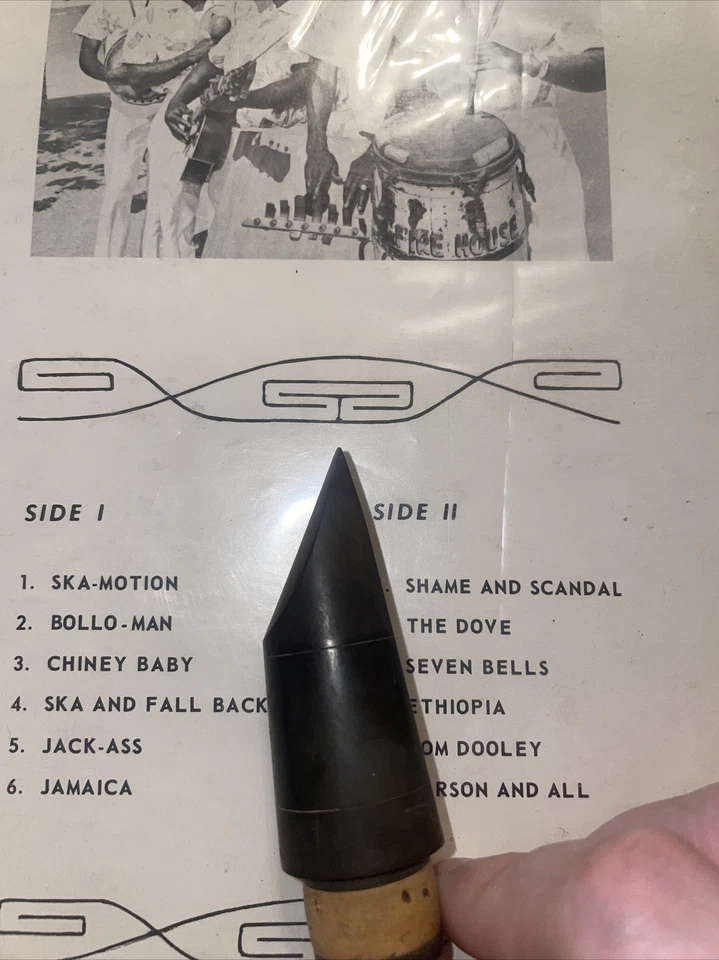 FIRE HOUSE
SIDE I
1. SKA-MOTION
2. BOLLO-MAN
3. CHINEY BABY
4. SKA AND FALL BACK
5. JACK-ASS
6. JAMAICA
SIDE II
SHAME AND SCANDAL
THE DOVE
SEVEN BELLS
ETHIOPIA
OM DOOLEY
RSON AND ALL